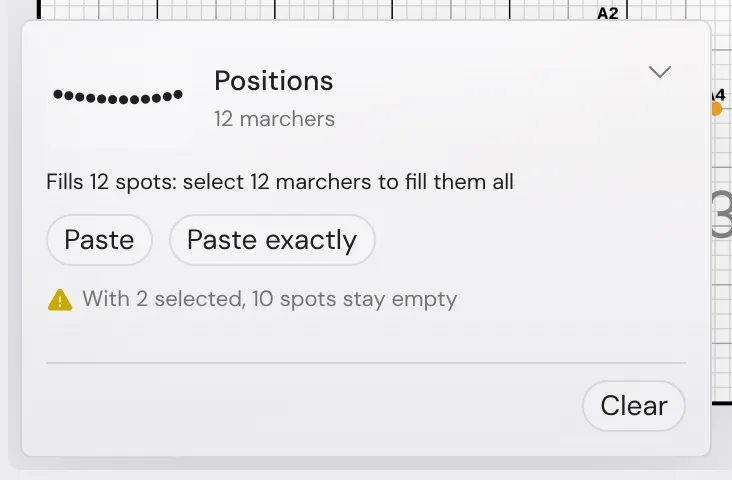 A2
Positions
12 marchers
Fills 12 spots: select 12 marchers to fill them all
Paste
Paste exactly
With 2 selected, 10 spots stay empty
Clear